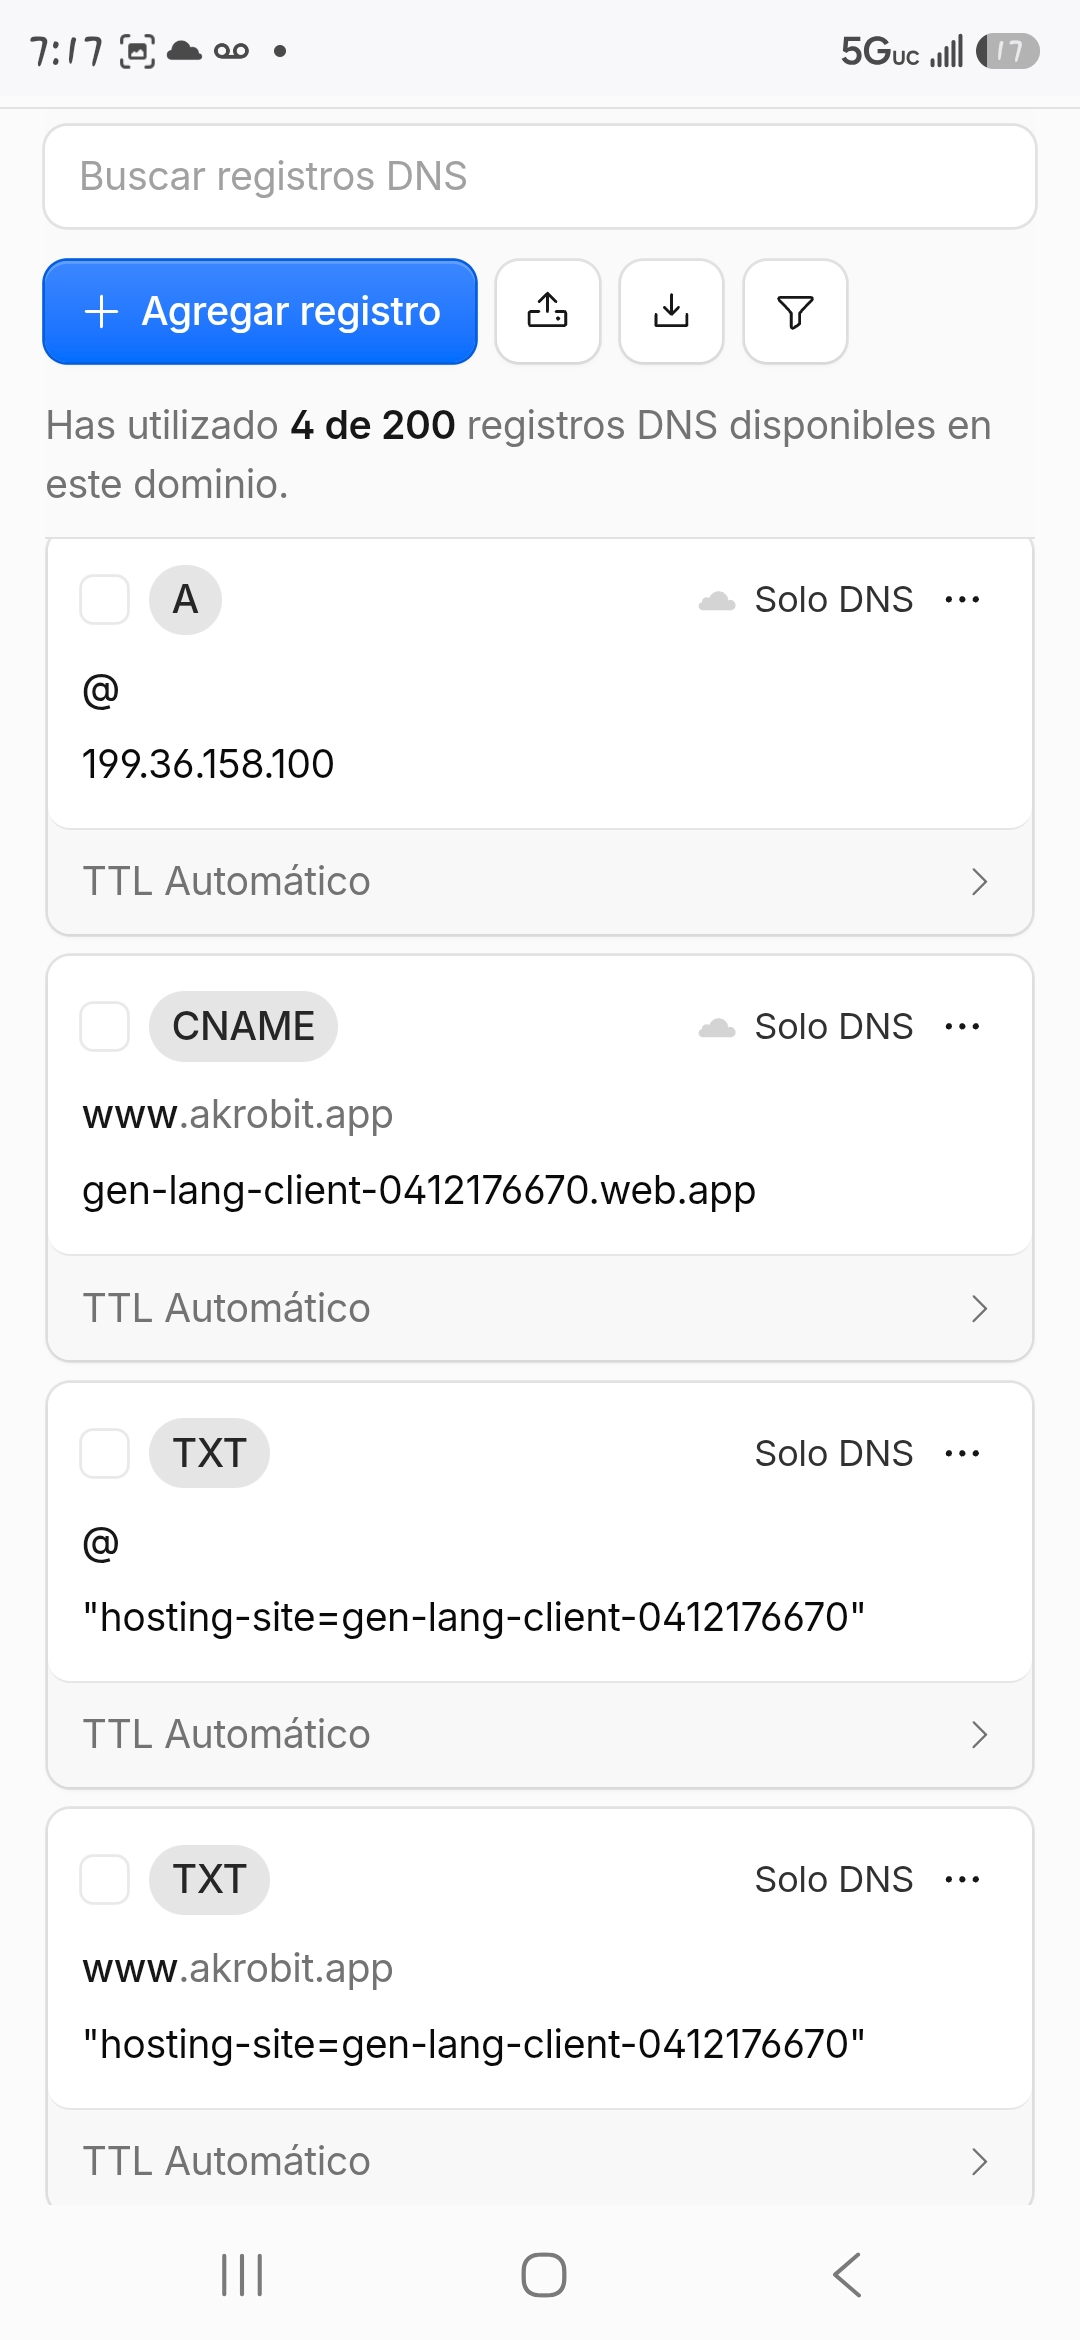 7:17
5G UC
17
Buscar registros DNS
Agregar registro
Has utilizado 4 de 200 registros DNS disponibles en
este dominio.
A
Solo DNS
@
199.36.158.100
TTL Automático
CNAME
Solo DNS
www.akrobit.app
gen-lang-client-0412176670.web.app
TTL Automático
TXT
Solo DNS
@
"hosting-site=gen-lang-client-0412176670"
TTL Automático
TXT
Solo DNS
www.akrobit.app
"hosting-site=gen-lang-client-0412176670"
TTL Automático